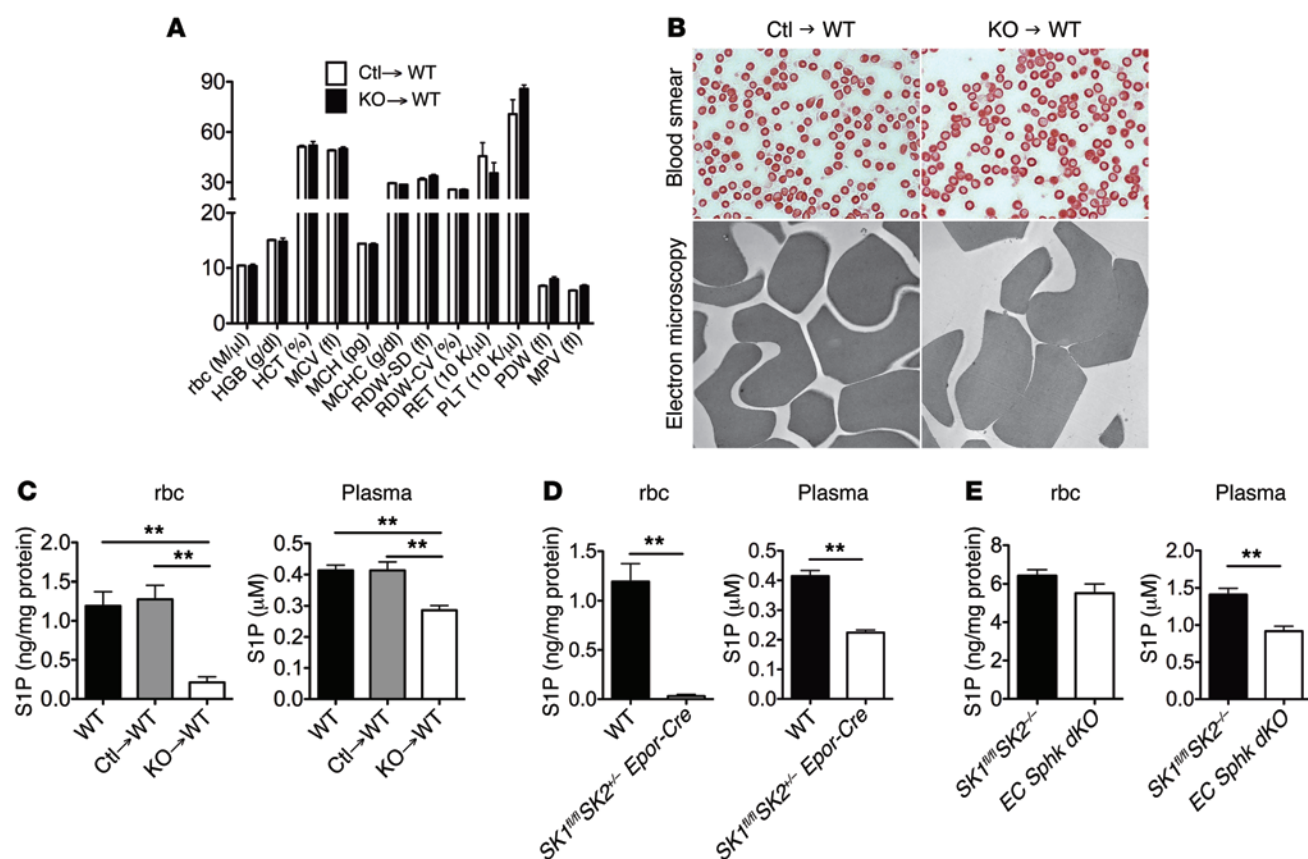 A
90
60
30
20
10
0
Ctl→WT
KO→WT
rbc (M/µl)
HGB (g/dl)
HCT (%)
MCV (fl)
MCH (pg)
MCHC (g/dl)
RDW-SD (fl)
RDW-CV (%)
RET (10 K/µl)
PLT (10 K/µl)
PDW (fl)
MPV (fl)
B
Ctl → WT
KO → WT
Blood smear
Electron microscopy
C
rbc
S1P (ng/mg protein)
2.0
1.5
1.0
0.5
0.0
**
**
WT
Ctl→WT
KO→WT
Plasma
S1P (µM)
0.5
0.4
0.3
0.2
0.1
0.0
**
**
WT
Ctl→WT
KO→WT
D
rbc
S1P (ng/mg protein)
1.5
1.0
0.5
0.0
**
WT
SK1fl/flSK2+/– Epor-Cre
Plasma
S1P (µM)
0.5
0.4
0.3
0.2
0.1
0.0
**
WT
SK1fl/flSK2+/– Epor-Cre
E
rbc
S1P (ng/mg protein)
8
6
4
2
0
SK1fl/flSK2–/–
EC Sphk dKO
Plasma
S1P (µM)
2.0
1.5
1.0
0.5
0.0
**
SK1fl/flSK2–/–
EC Sphk dKO